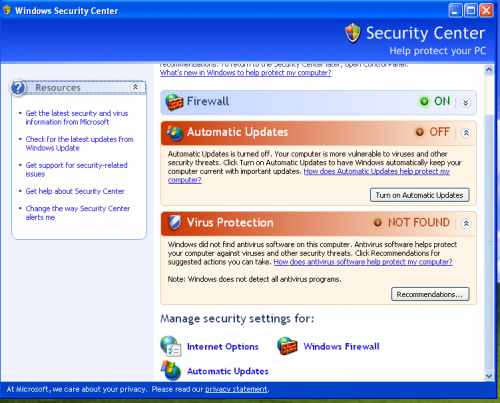 Windows Security Center
Security Center
Help protect your PC
recommendations. To return to the Security Center later, open Control Panel.
What's new in Windows to help protect my computer?
Resources
Get the latest security and virus
information from Microsoft
Check for the latest updates from
Windows Update
Get support for security-related
issues
Get help about Security Center
Change the way Security Center
alerts me
Firewall
ON
Automatic Updates
OFF
Automatic Updates is turned off. Your computer is more vulnerable to viruses and other
security threats. Click Turn on Automatic Updates to have Windows automatically keep your
computer current with important updates. How does Automatic Updates help protect my
computer?
Turn on Automatic Updates
Virus Protection
NOT FOUND
Windows did not find antivirus software on this computer. Antivirus software helps protect
your computer against viruses and other security threats. Click Recommendations for
suggested actions you can take. How does antivirus software help protect my computer?
Note: Windows does not detect all antivirus programs.
Recommendations...
Manage security settings for:
Internet Options
Windows Firewall
Automatic Updates
At Microsoft, we care about your privacy. Please read our privacy statement.